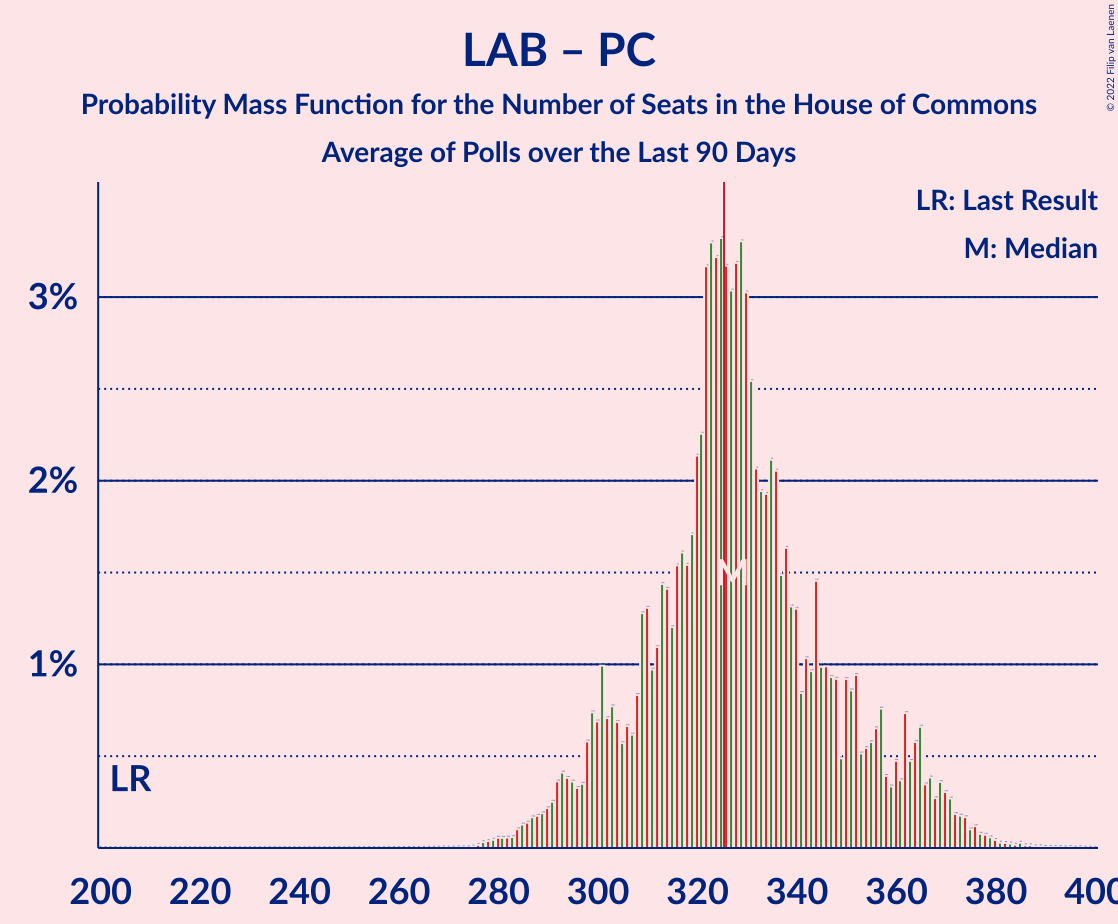 LAB – PC
Probability Mass Function for the Number of Seats in the House of Commons
Average of Polls over the Last 90 Days
© 2022 Filip van Laenen
LR: Last Result
M: Median
3%
2%
1%
M
LR
200 220 240 260 280 300 320 340 360 380 400